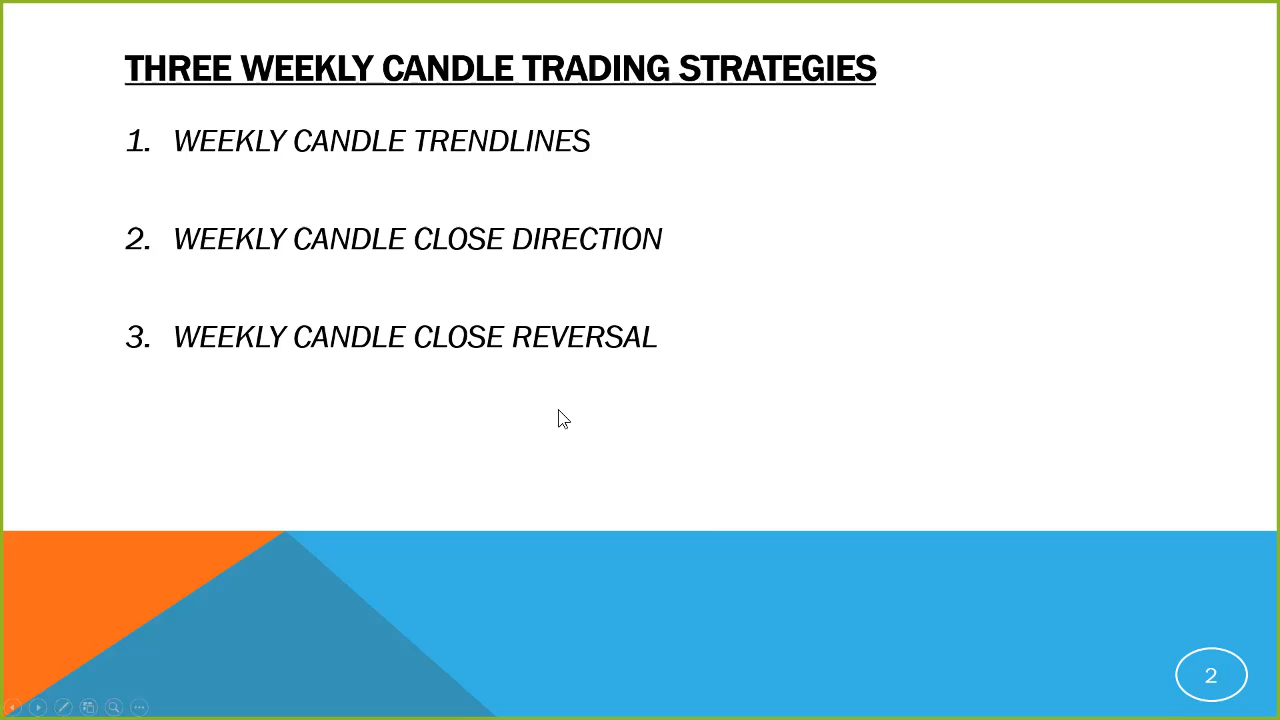 THREE WEEKLY CANDLE TRADING STRATEGIES
1. WEEKLY CANDLE TRENDLINES
2. WEEKLY CANDLE CLOSE DIRECTION
3. WEEKLY CANDLE CLOSE REVERSAL
2